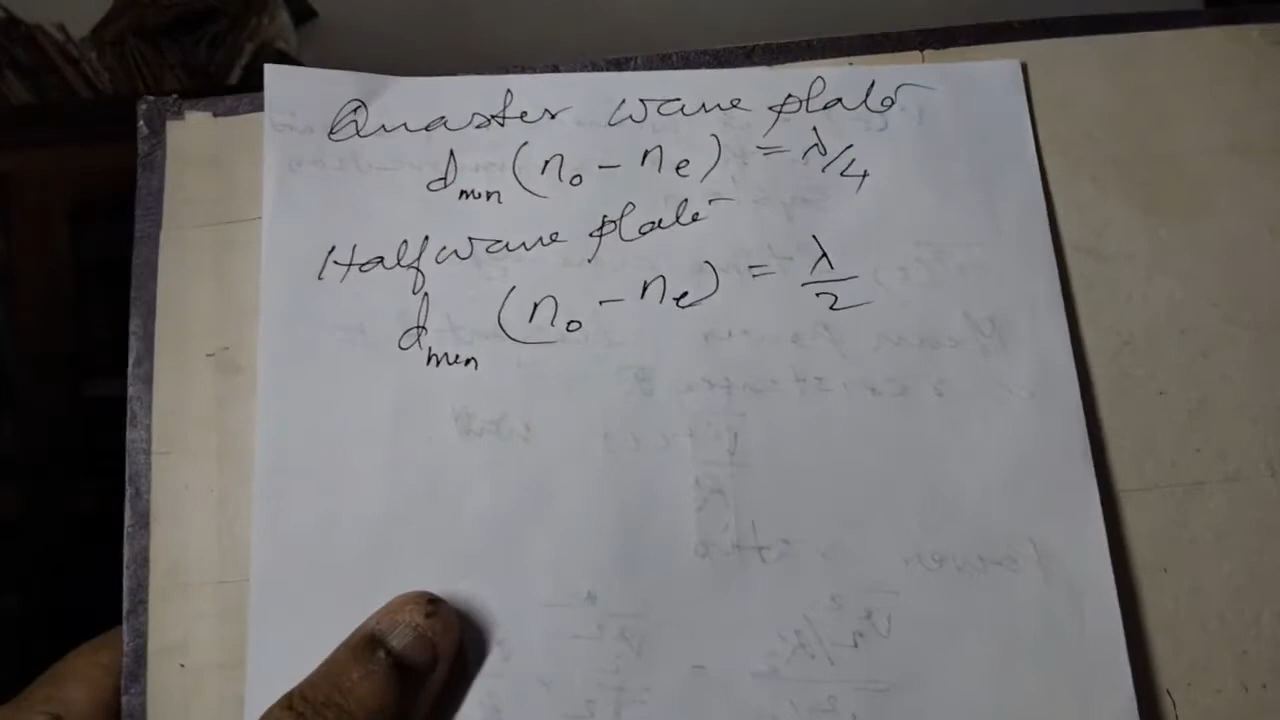 Quarter wave plate
d_min (n_o - n_e) = λ/4
Half wave plate
d_min (n_o - n_e) = λ/2